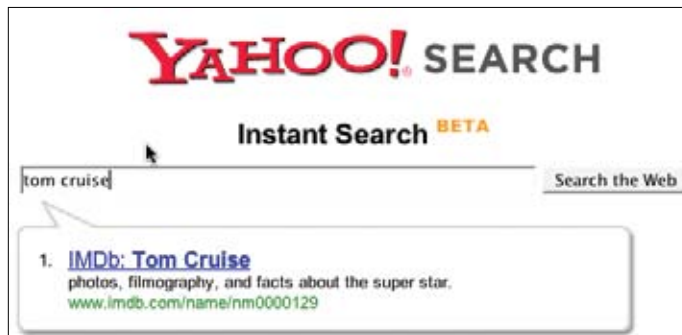 YAHOO! SEARCH
Instant Search BETA
tom cruise Search the Web
1. IMDb: Tom Cruise
photos, filmography, and facts about the super star.
www.imdb.com/name/nm0000129